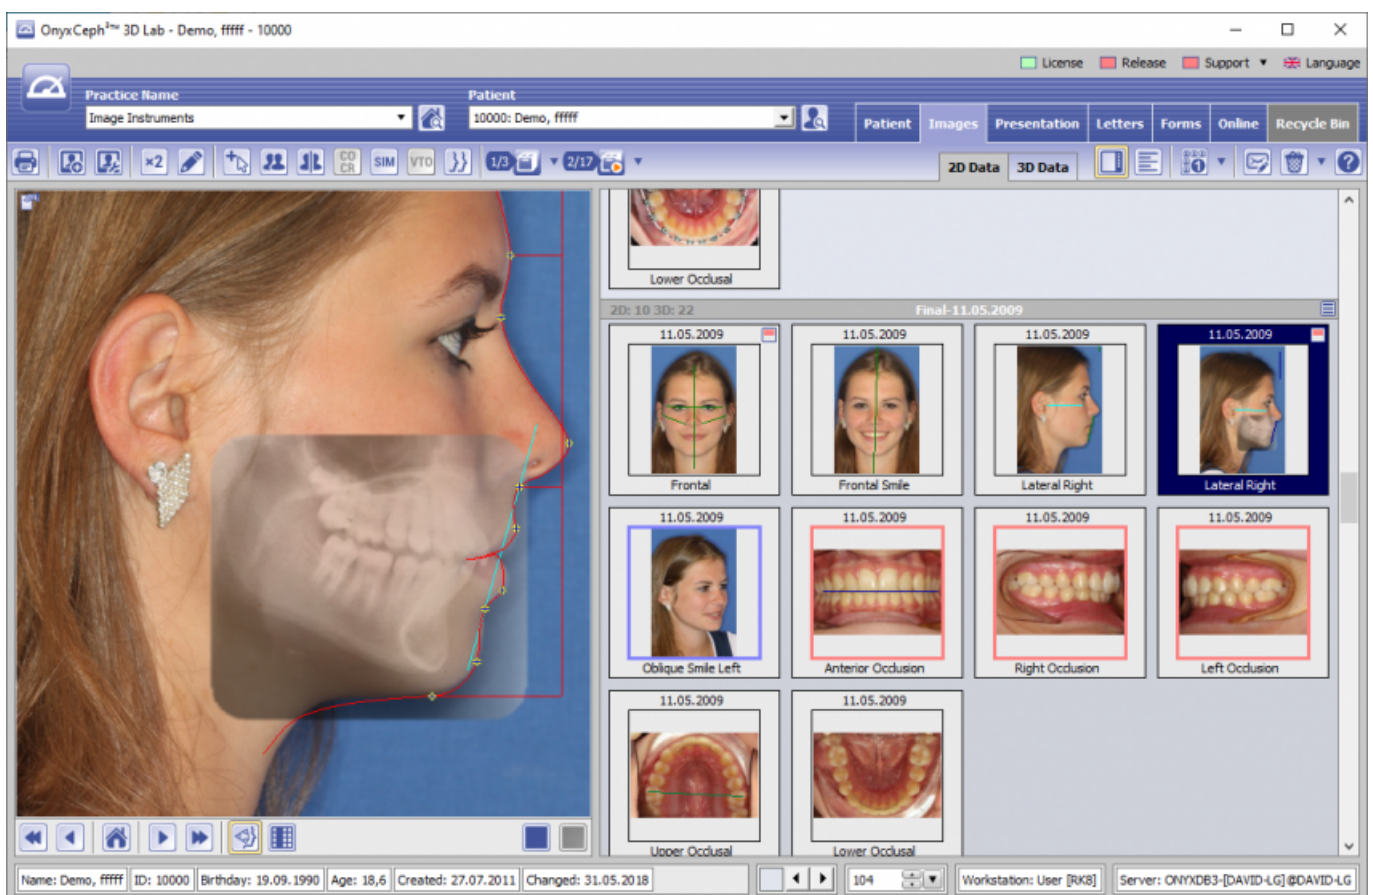 OnyxCeph³™ 3D Lab - Demo, fffff - 10000
License Release Support Language
Practice Name Patient
Image Instruments 10000: Demo, fffff
Patient Images Presentation Letters Forms Online Recycle Bin
×2 CO CR SIM VTO 1/3 2/17 2D Data 3D Data
Lower Occlusal
2D: 10 3D: 22 Final-11.05.2009
11.05.2009 11.05.2009 11.05.2009 11.05.2009
Frontal Frontal Smile Lateral Right Lateral Right
11.05.2009 11.05.2009 11.05.2009 11.05.2009
Oblique Smile Left Anterior Occlusion Right Occlusion Left Occlusion
11.05.2009 11.05.2009
Upper Occlusal Lower Occlusal
Name: Demo, fffff ID: 10000 Birthday: 19.09.1990 Age: 18,6 Created: 27.07.2011 Changed: 31.05.2018 104 Workstation: User [RK8] Server: ONYXDB3-[DAVID-LG]@DAVID-LG